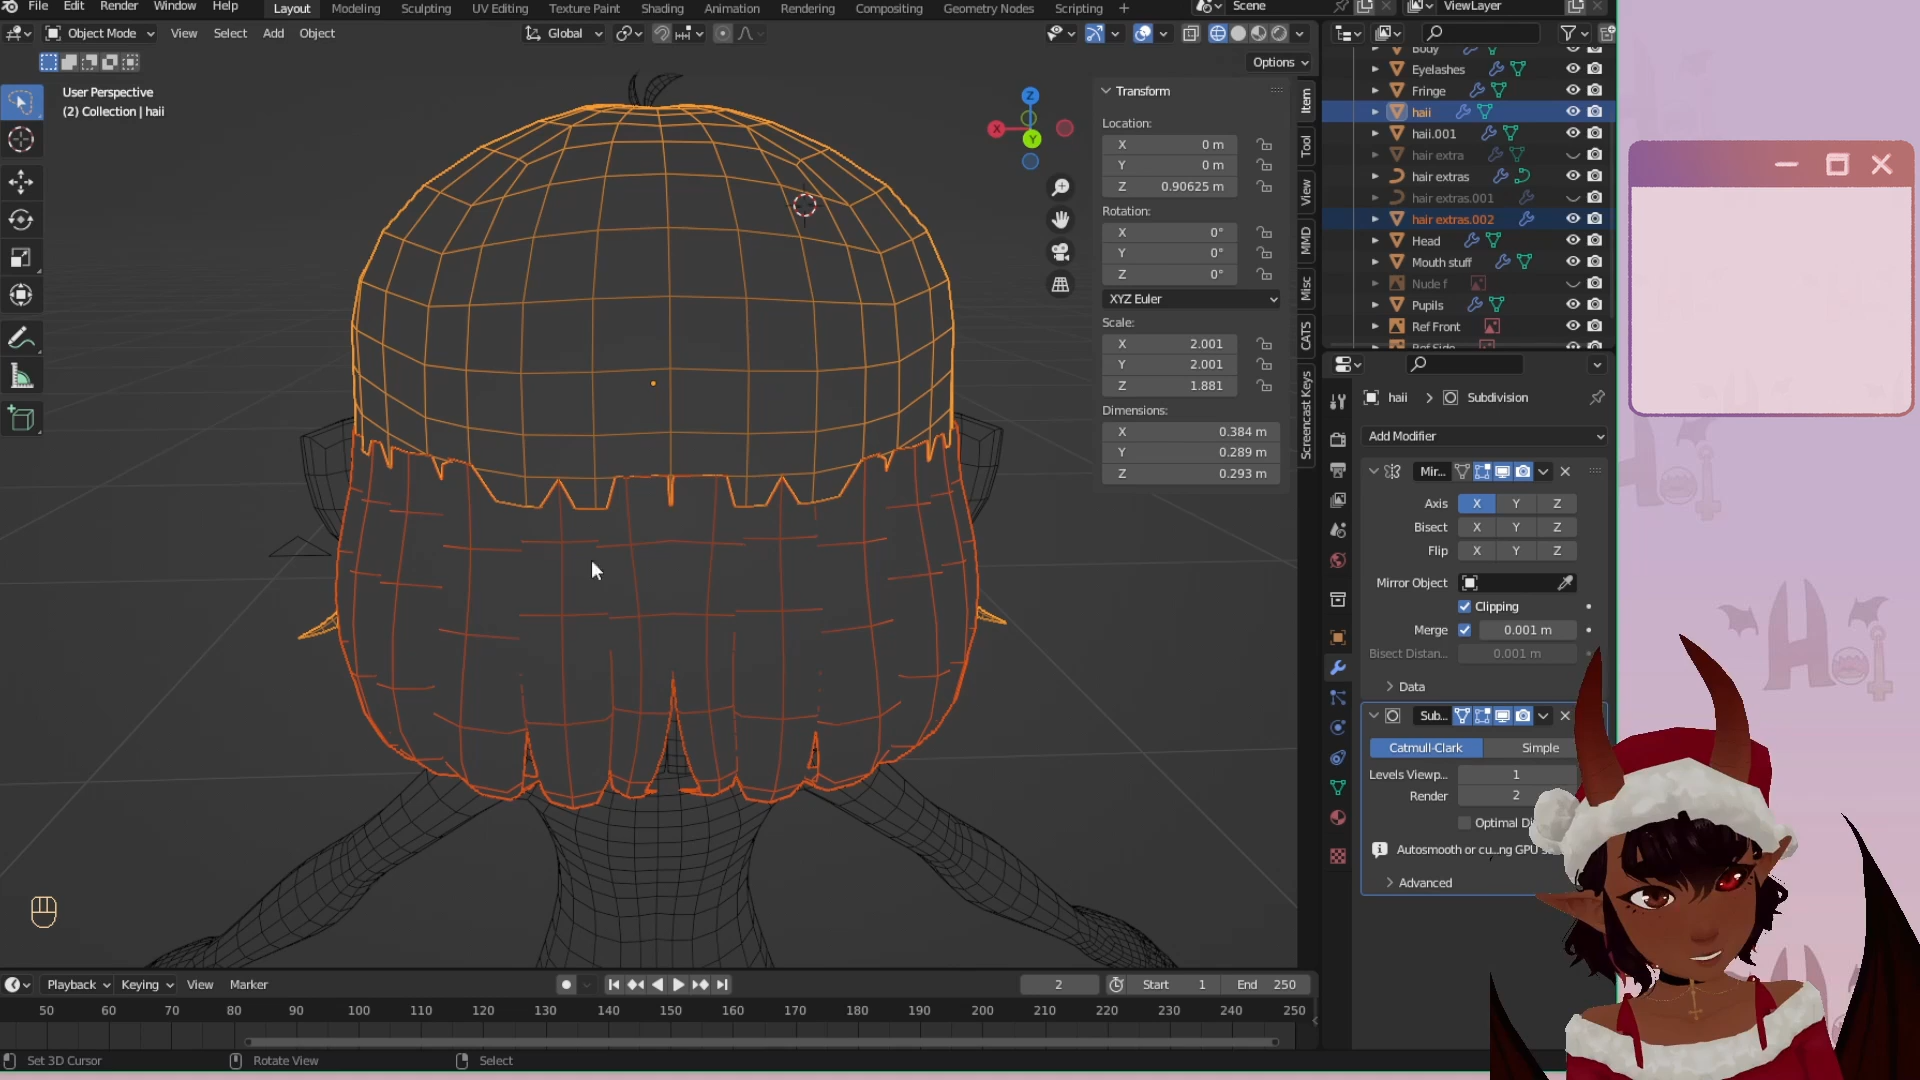 File Edit Render Window Help Layout Modeling Sculpting UV Editing Texture Paint Shading Animation Rendering Compositing Geometry Nodes Scripting + Scene ViewLayer
Object Mode View Select Add Object Global
Options
User Perspective
(2) Collection | haii
Z
X
Y
Transform
Location:
X 0 m
Y 0 m
Z 0.90625 m
Rotation:
X 0°
Y 0°
Z 0°
XYZ Euler
Scale:
X 2.001
Y 2.001
Z 1.881
Dimensions:
X 0.384 m
Y 0.289 m
Z 0.293 m
Item
Tool
View
MMD
Misc
CATS
Screencast Keys
Body
Eyelashes
Fringe
haii
haii.001
hair extra
hair extras
hair extras.001
hair extras.002
Head
Mouth stuff
Nude f
Pupils
Ref Front
Ref Side
haii > Subdivision
Add Modifier
Mir...
Axis X Y Z
Bisect X Y Z
Flip X Y Z
Mirror Object
Clipping
Merge 0.001 m
Bisect Distan... 0.001 m
Data
Sub...
Catmull-Clark Simple
Levels Viewp... 1
Render 2
Optimal Di
Autosmooth or cu...ng GPU s
Advanced
Playback Keying View Marker 2 Start 1 End 250
50 60 70 80 90 100 110 120 130 140 150 160 170 180 190 200 210 220 230 240 250
Set 3D Cursor Rotate View Select